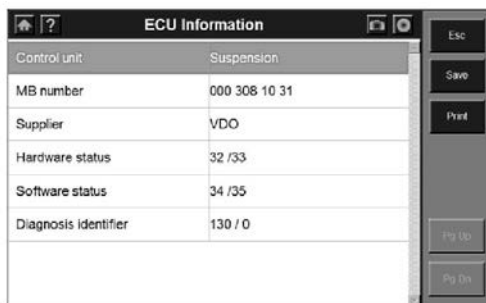 ECU Information
Control unit Suspension
MB number 000 308 10 31
Supplier VDO
Hardware status 32 /33
Software status 34 /35
Diagnosis identifier 130 / 0
Esc
Save
Print
Pg Up
Pg Dn